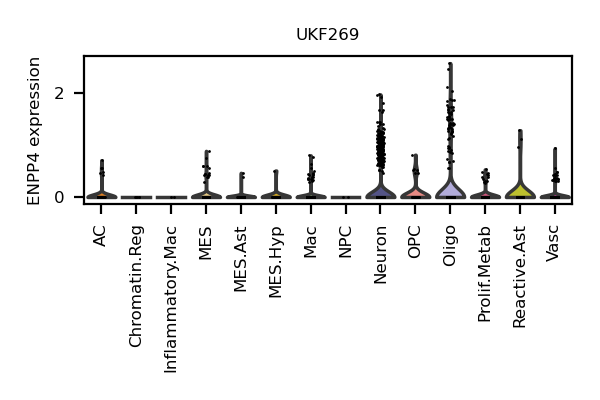 UKF269
ENPP4 expression
2
0
AC
Chromatin.Reg
Inflammatory.Mac
MES
MES.Ast
MES.Hyp
Mac
NPC
Neuron
OPC
Oligo
Prolif.Metab
Reactive.Ast
Vasc